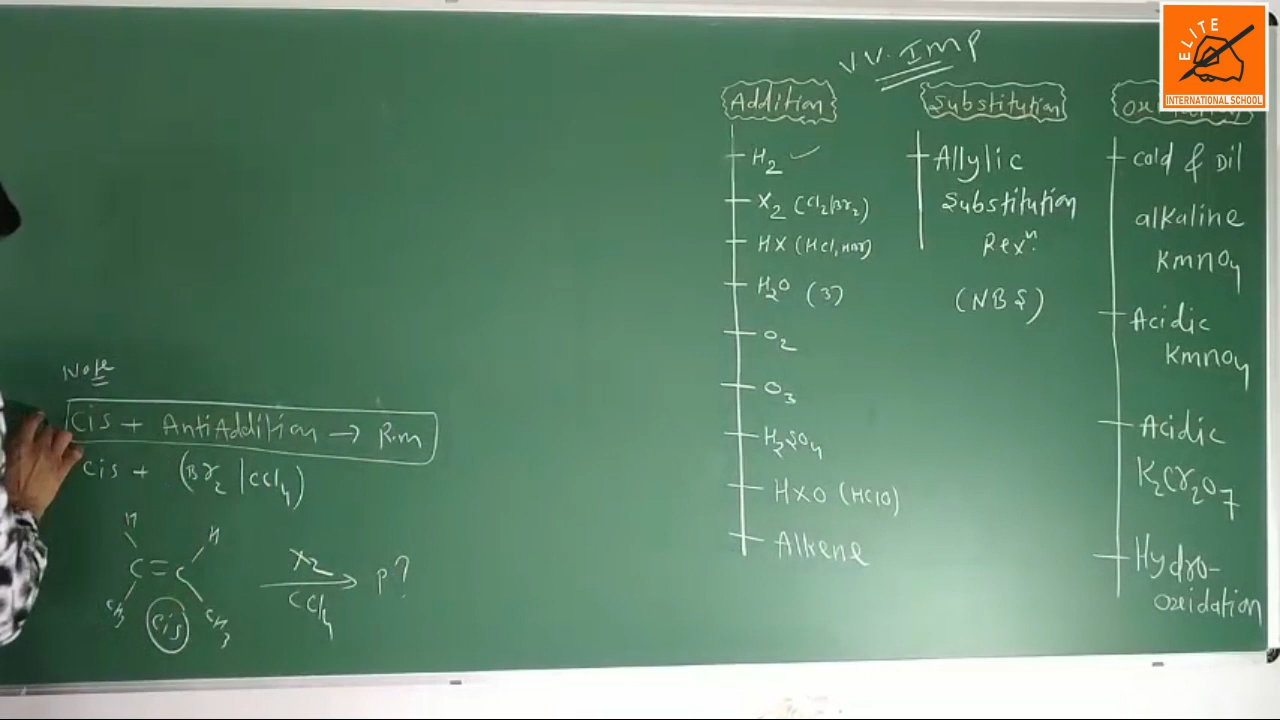 VV. IMP
Addition
H2 ✓
X2 (Cl2/Br2)
HX (HCl, HBr)
H2O (3)
O2
O3
H2SO4
HXO (HClO)
Alkene
Substitution
Allylic
Substitution
Rexn.
(NBS)
Cold & Dil
alkaline
KmnO4
Acidic
KmnO4
Acidic
K2Cr2O7
Hydro-
oxidation
Note
Cis + AntiAddition → R.m
Cis + (Br2 | CCl4)
H H
C = C
CH3 CH3
Cis
X2
CCl4
P?
ELITE
INTERNATIONAL SCHOOL